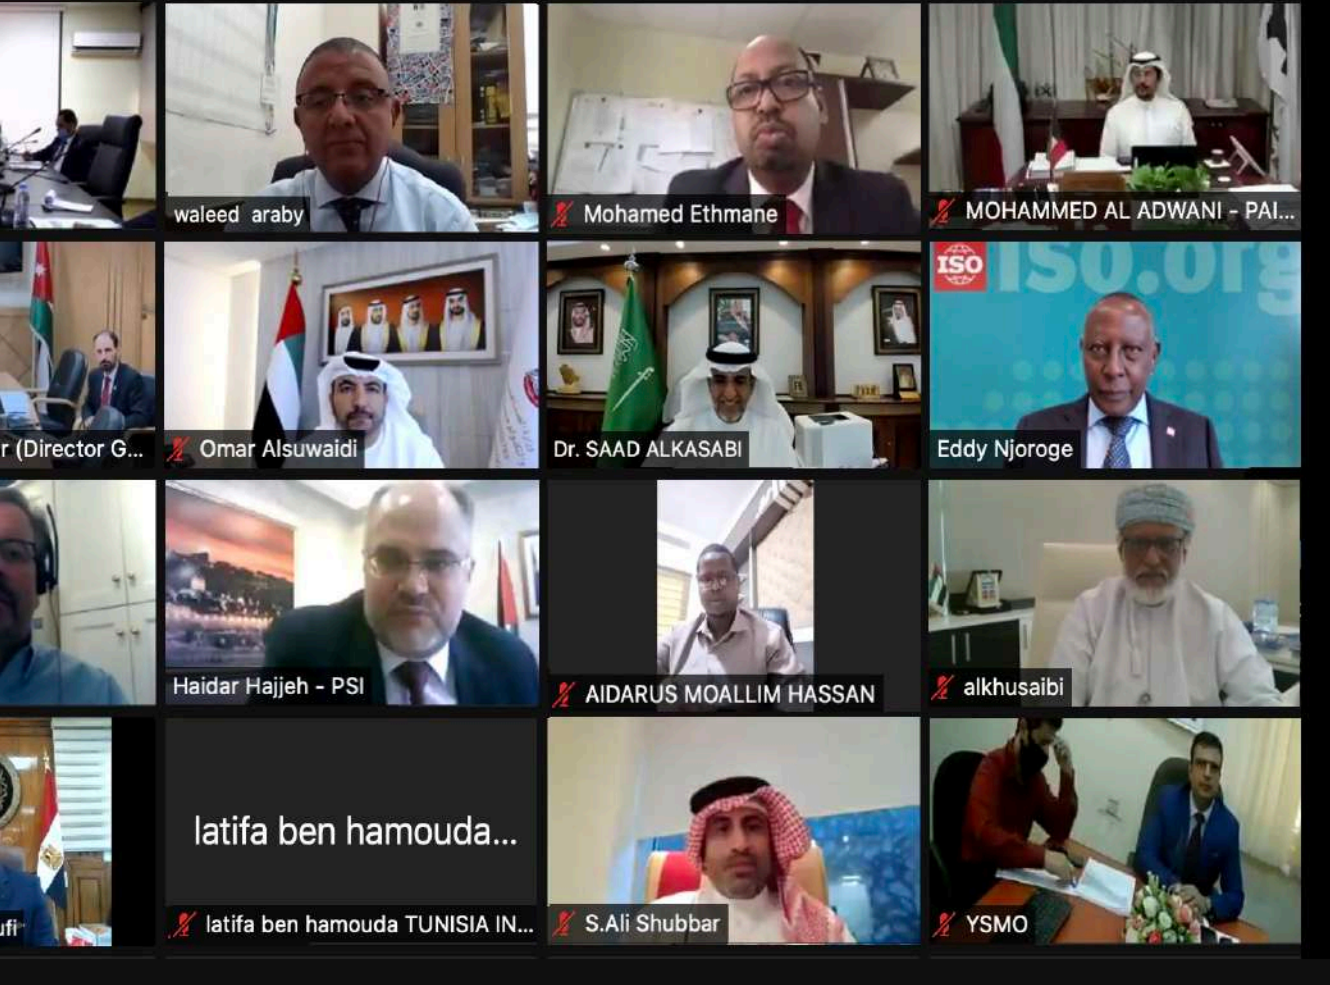 waleed araby
Mohamed Ethmane
MOHAMMED AL ADWANI - PAI...
ISO
iso.org
r (Director G...
Omar Alsuwaidi
Dr. SAAD ALKASABI
Eddy Njoroge
Haidar Hajjeh - PSI
AIDARUS MOALLIM HASSAN
alkhusaibi
latifa ben hamouda...
ufi
latifa ben hamouda TUNISIA IN...
S.Ali Shubbar
YSMO